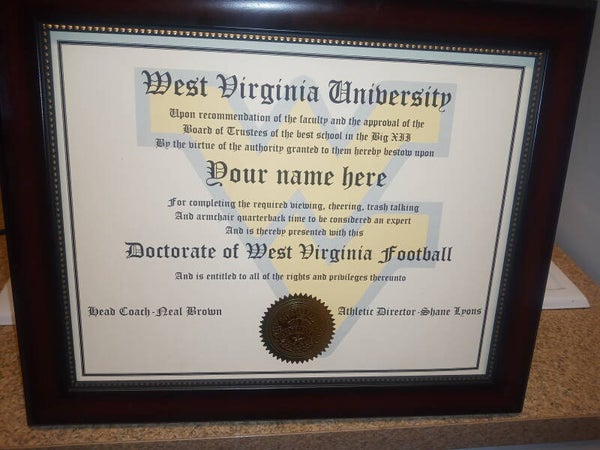 West Virginia University
Upon recommendation of the faculty and the approval of the
Board of Trustees of the best school in the Big XII
By the virtue of the authority granted to them hereby bestow upon
Your name here
For completing the required viewing, cheering, trash talking
And armchair quarterback time to be considered an expert
And is thereby presented with this
Doctorate of West Virginia Football
And is entitled to all of the rights and privileges thereunto
Head Coach-Neal Brown Athletic Director-Shane Lyons